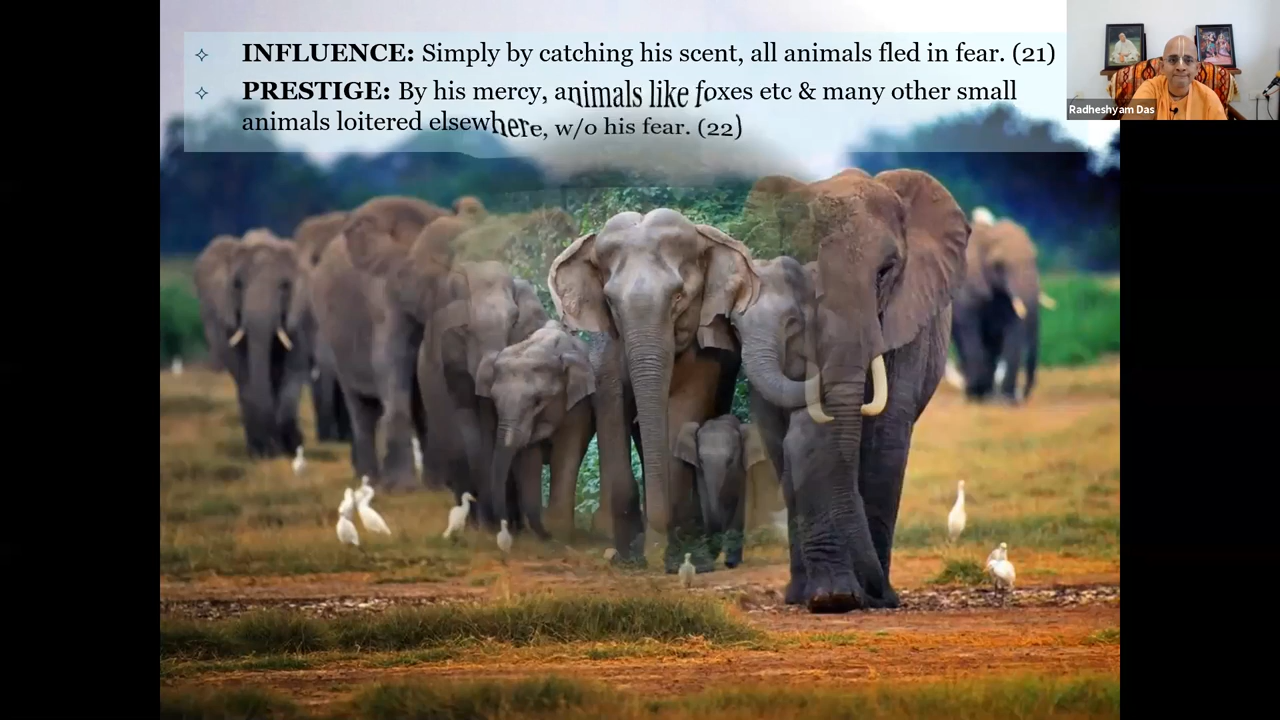 INFLUENCE: Simply by catching his scent, all animals fled in fear. (21)
PRESTIGE: By his mercy, animals like foxes etc & many other small
animals loitered elsewhere, w/o his fear. (22)
Radheshyam Das